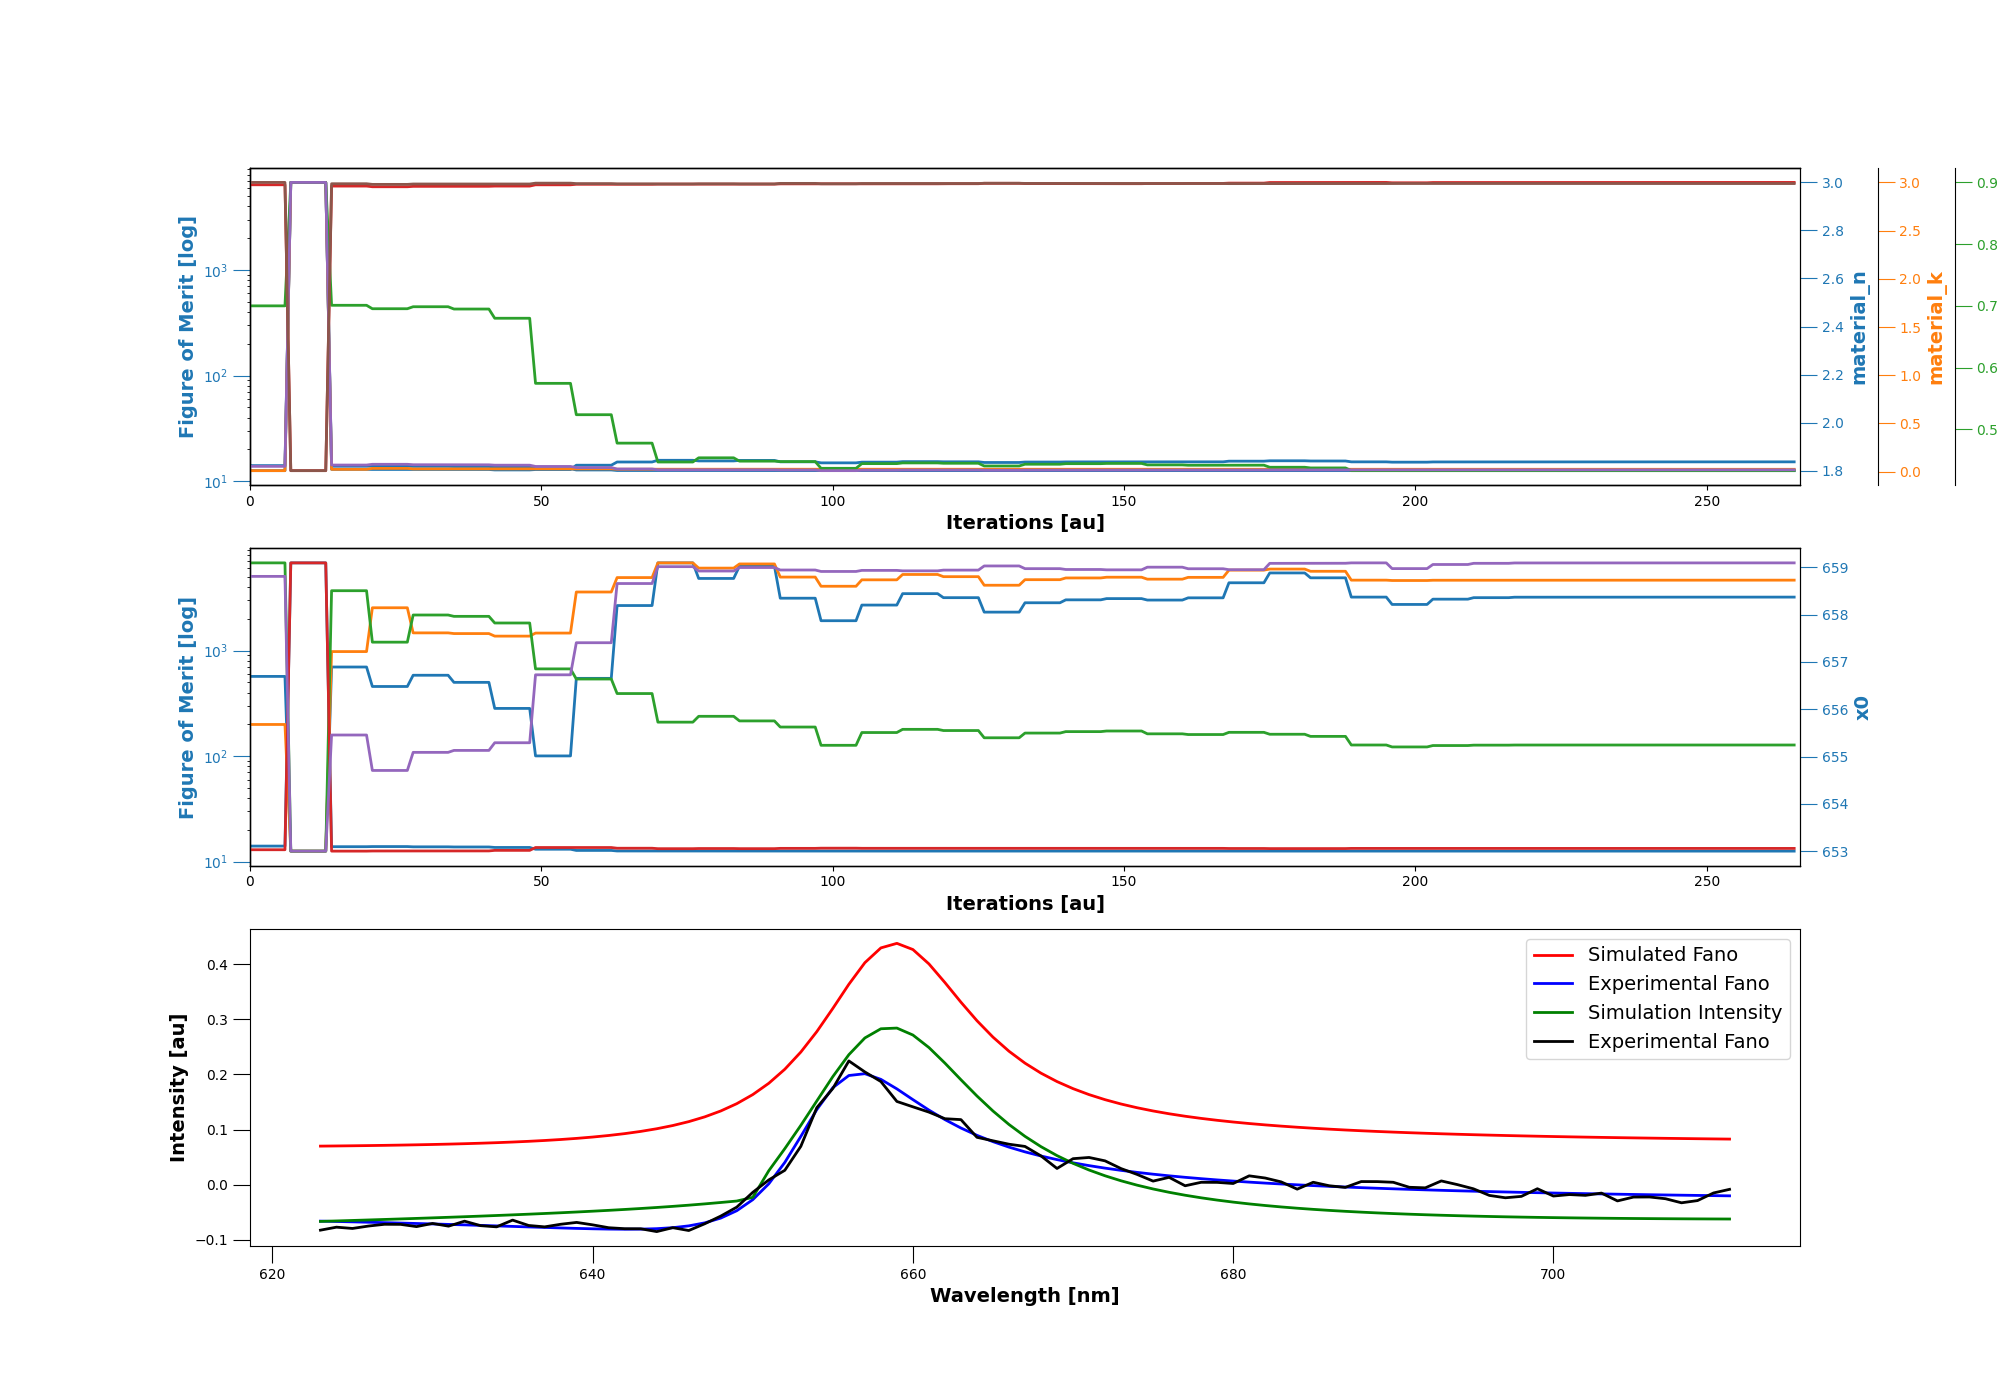 Figure of Merit [log]
10³
10²
10¹
0 50 100 150 200 250
Iterations [au]
3.0
2.8
2.6
2.4
2.2
2.0
1.8
material_n
3.0
2.5
2.0
1.5
1.0
0.5
0.0
material_k
0.9
0.8
0.7
0.6
0.5
Figure of Merit [log]
10³
10²
10¹
0 50 100 150 200 250
Iterations [au]
659
658
657
656
655
654
653
x0
Intensity [au]
0.4
0.3
0.2
0.1
0.0
−0.1
620 640 660 680 700
Wavelength [nm]
Simulated Fano
Experimental Fano
Simulation Intensity
Experimental Fano